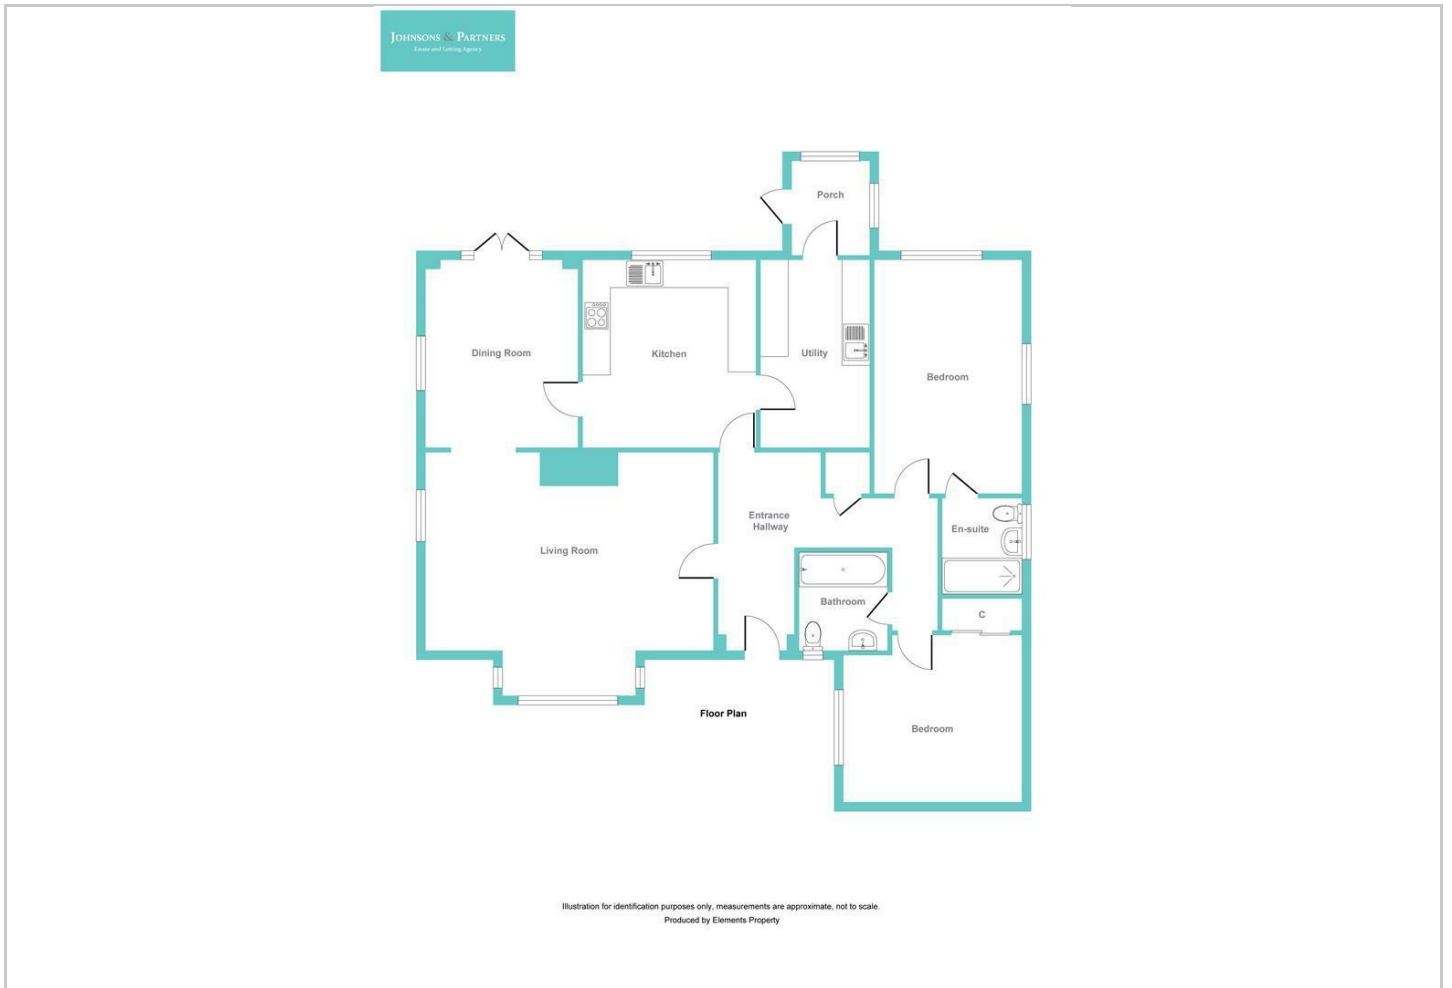 JOHNSONS & PARTNERS
Estate and Letting Agency
Porch
Dining Room
Kitchen
Utility
Bedroom
Entrance
Hallway
En-suite
Living Room
Bathroom
C
Floor Plan
Bedroom
Illustration for identification purposes only, measurements are approximate, not to scale.
Produced by Elements Property